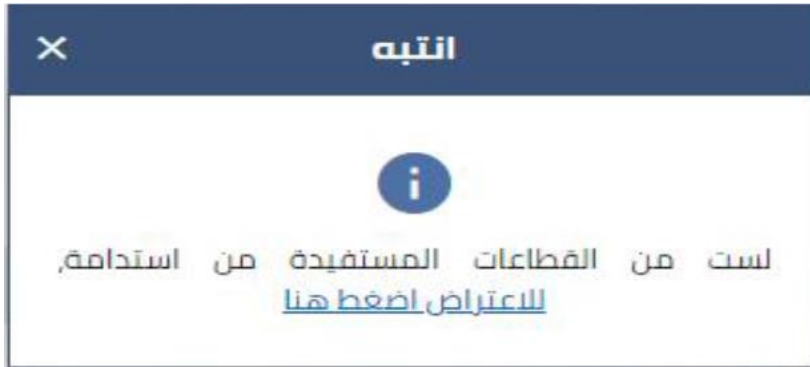 انتبه
لست من القطاعات المستفيدة من استدامة,
للاعتراض اضغط هنا